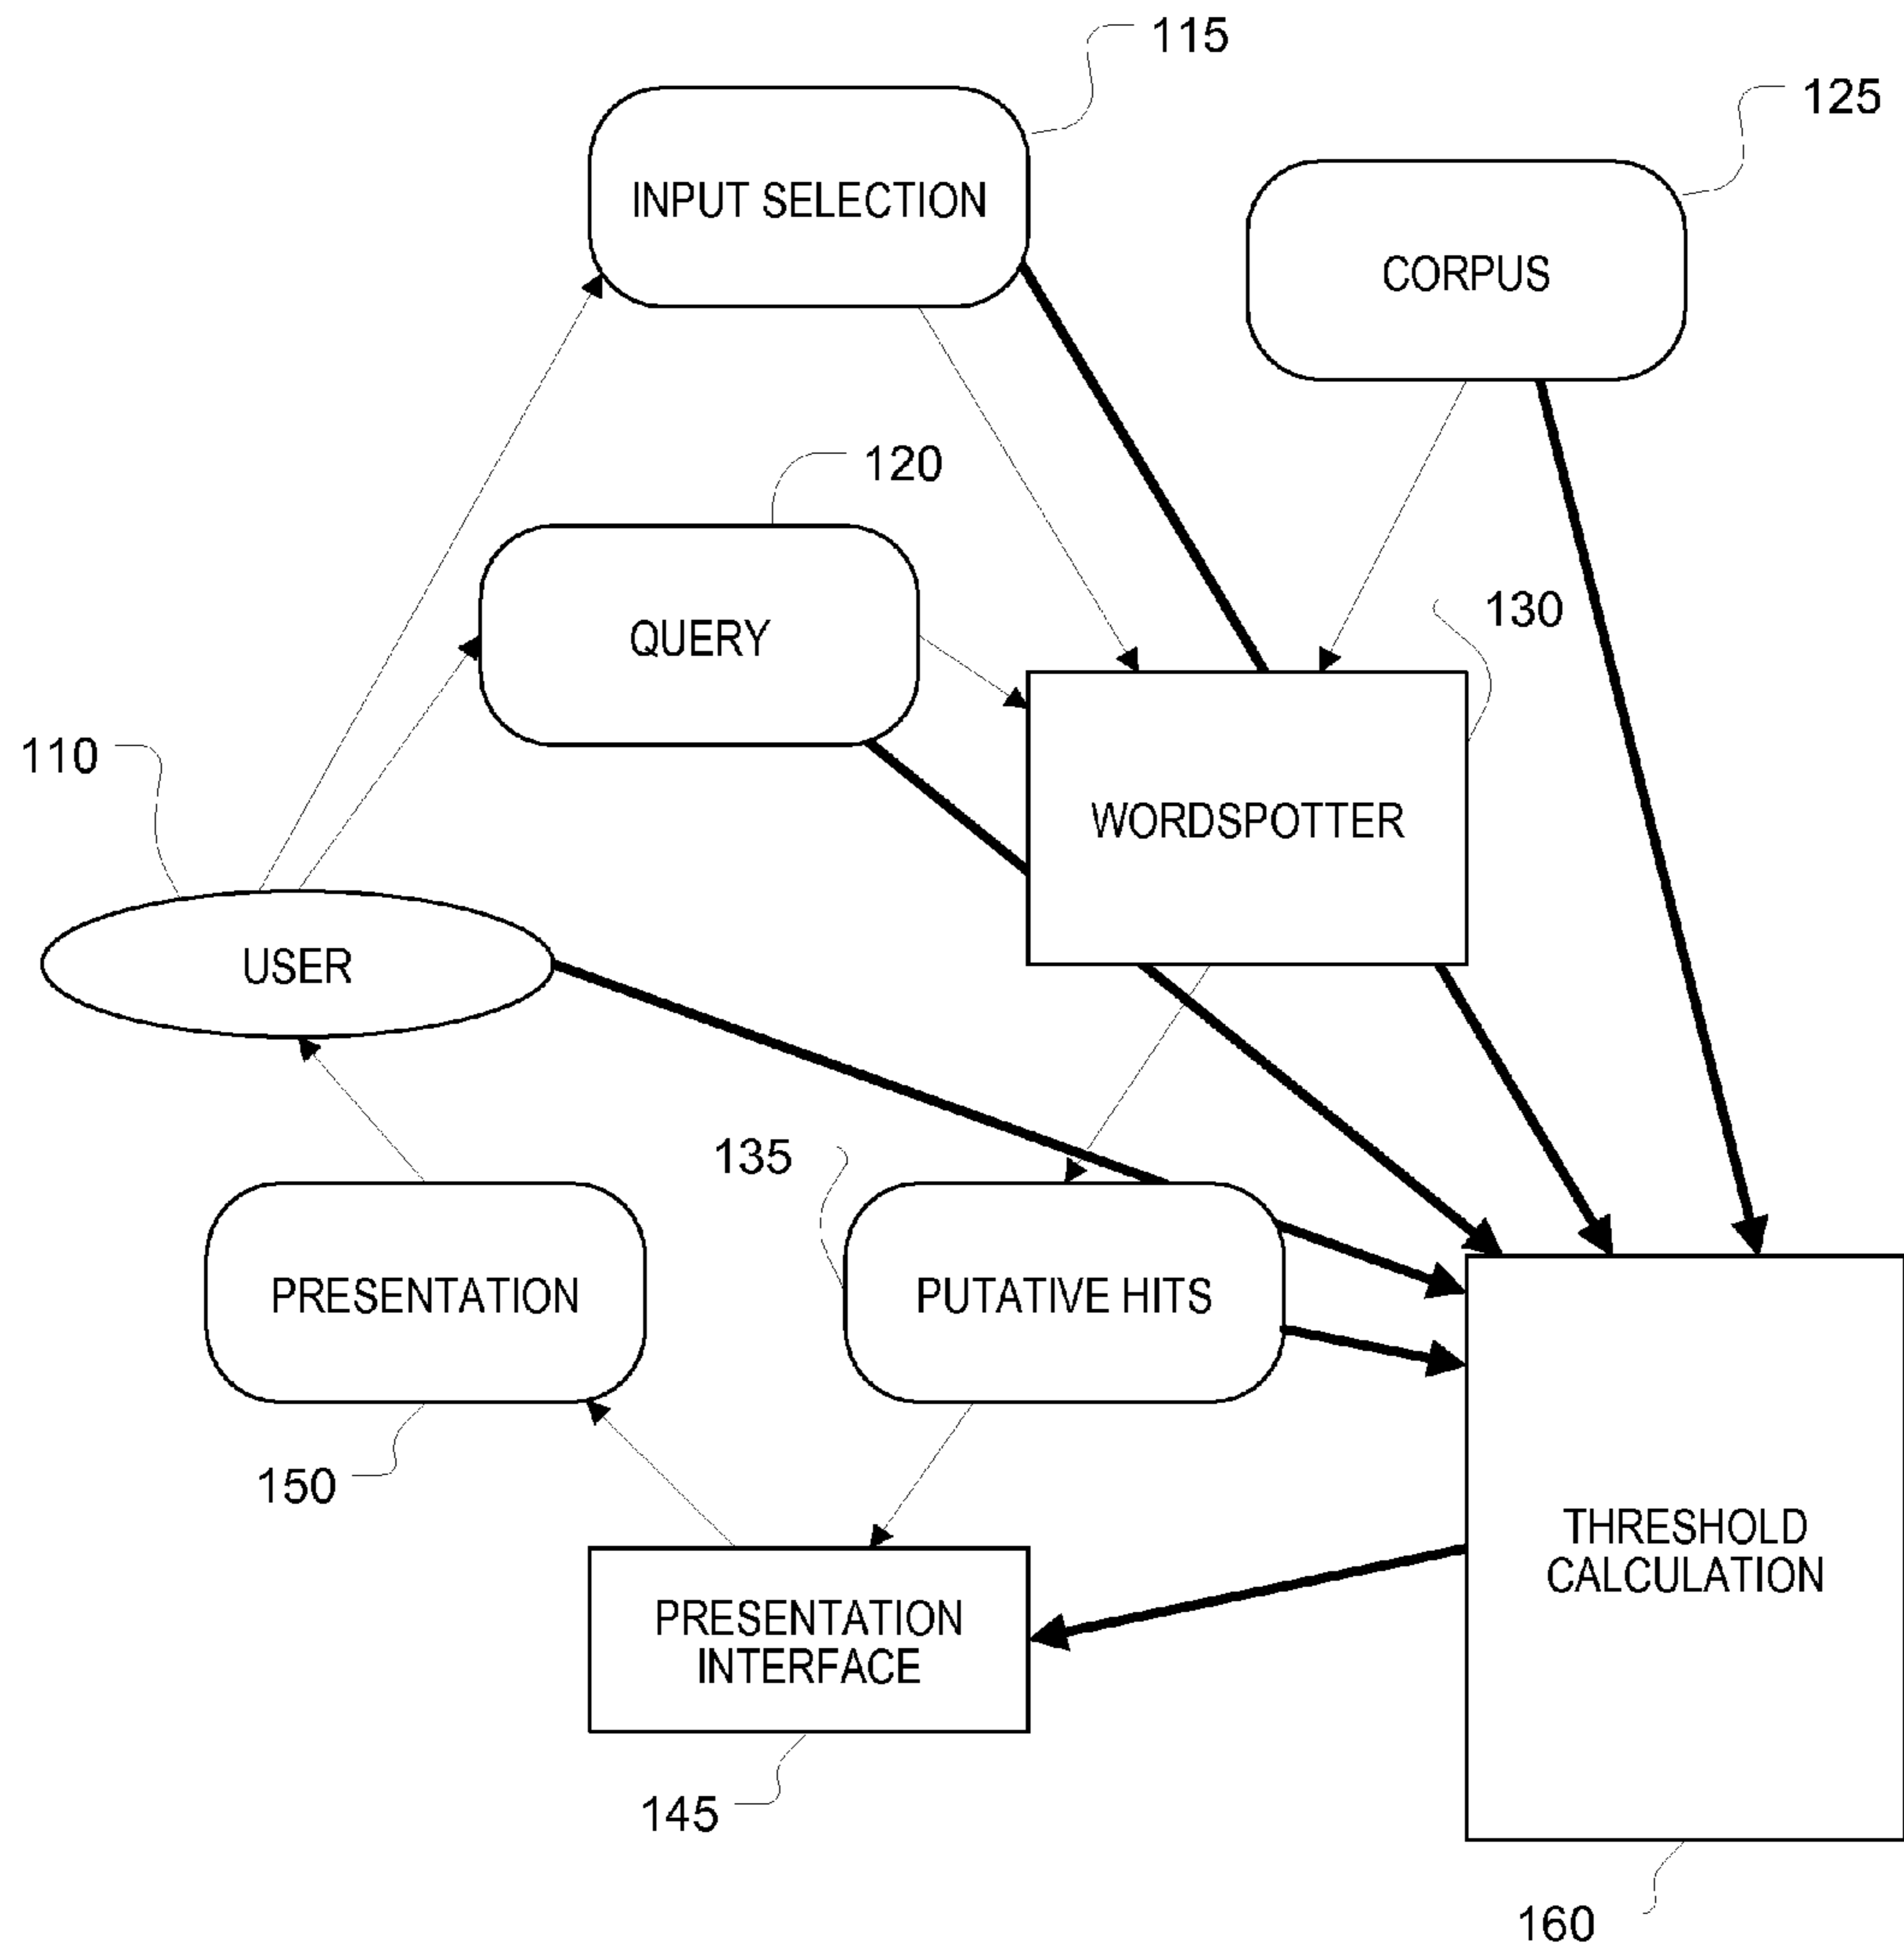 115
125
INPUT SELECTION
CORPUS
120
130
QUERY
110
WORDSPOTTER
USER
135
PRESENTATION
PUTATIVE HITS
150
THRESHOLD
CALCULATION
PRESENTATION
INTERFACE
145
160